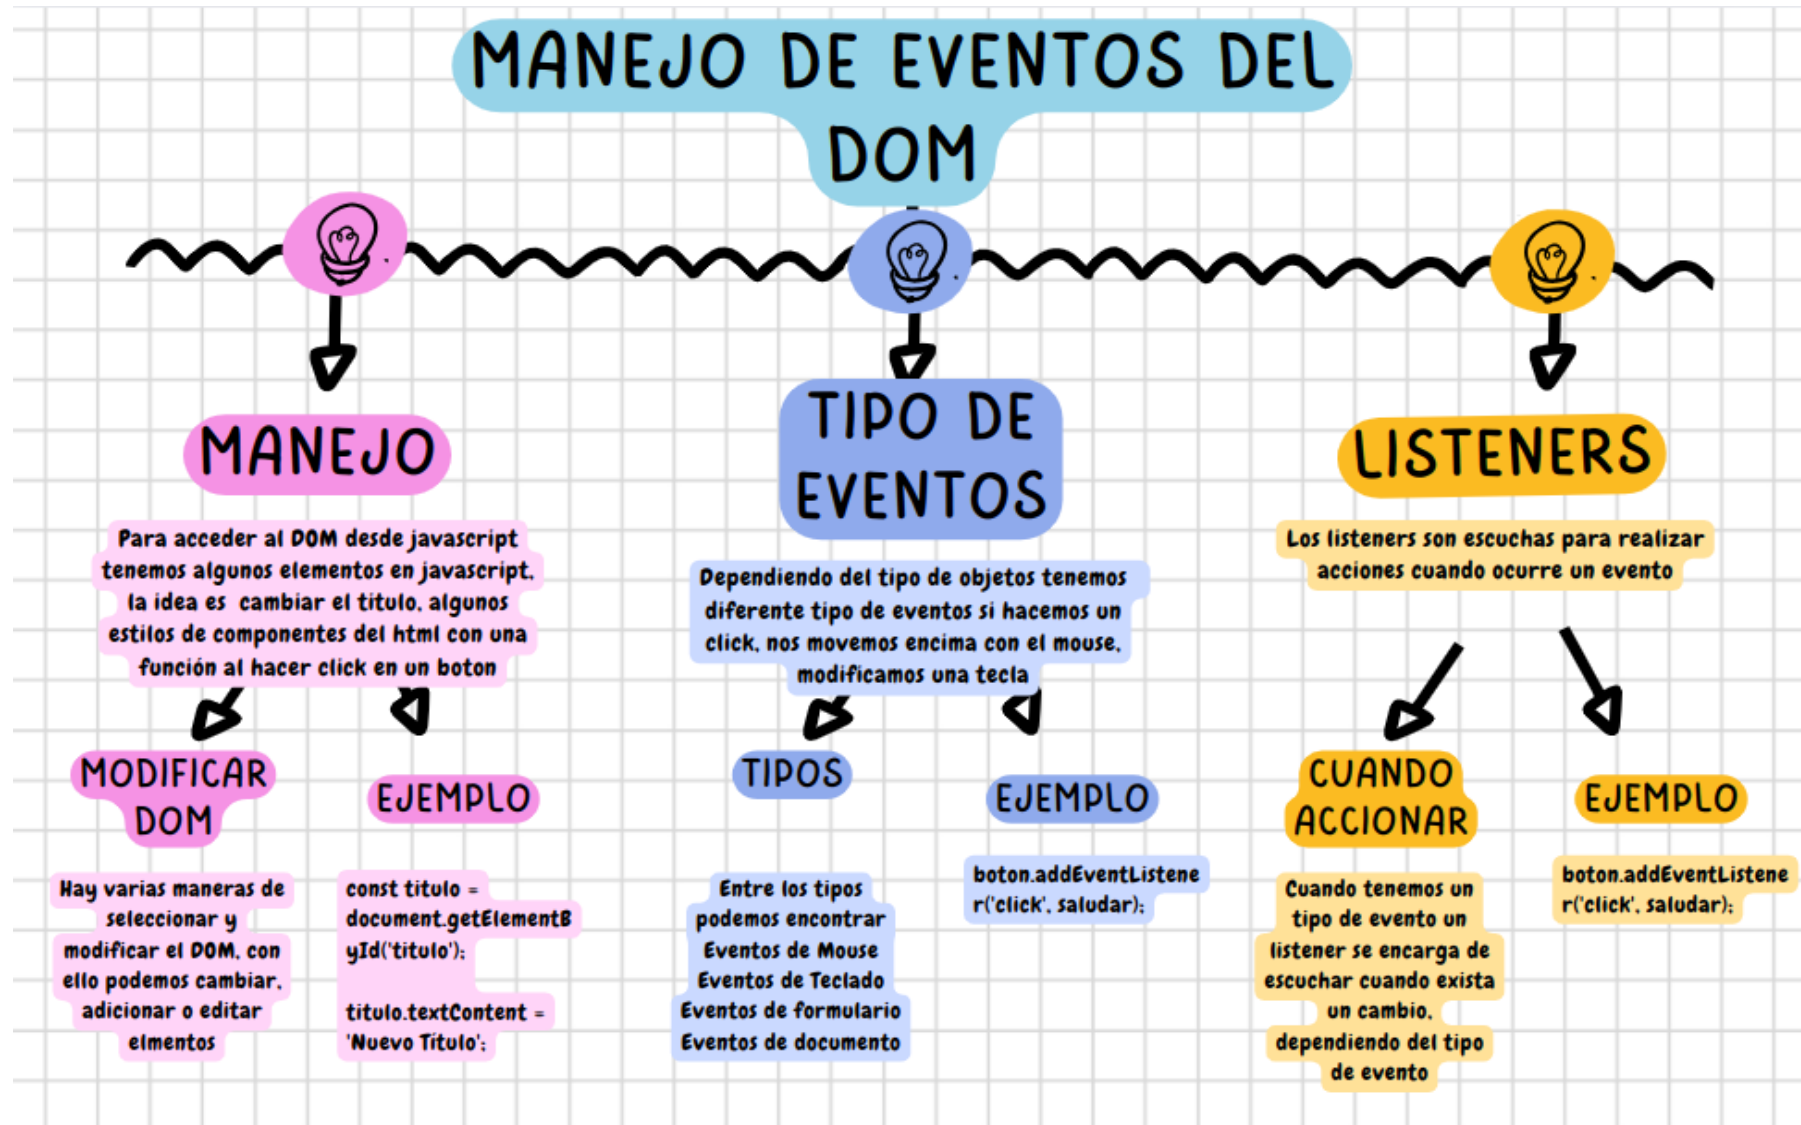 MANEJO DE EVENTOS DEL
DOM
MANEJO
Para acceder al DOM desde javascript
tenemos algunos elementos en javascript,
la idea es cambiar el titulo, algunos
estilos de componentes del html con una
función al hacer click en un boton
MODIFICAR
DOM
Hay varias maneras de
seleccionar y
modificar el DOM, con
ello podemos cambiar,
adicionar o editar
elmentos
EJEMPLO
const titulo =
document.getElementB
yId('titulo');
titulo.textContent =
'Nuevo Título';
TIPO DE
EVENTOS
Dependiendo del tipo de objetos tenemos
diferente tipo de eventos si hacemos un
click, nos movemos encima con el mouse,
modificamos una tecla
TIPOS
Entre los tipos
podemos encontrar
Eventos de Mouse
Eventos de Teclado
Eventos de formulario
Eventos de documento
EJEMPLO
boton.addEventListene
r('click', saludar);
LISTENERS
Los listeners son escuchas para realizar
acciones cuando ocurre un evento
CUANDO
ACCIONAR
Cuando tenemos un
tipo de evento un
listener se encarga de
escuchar cuando exista
un cambio,
dependiendo del tipo
de evento
EJEMPLO
boton.addEventListene
r('click', saludar);